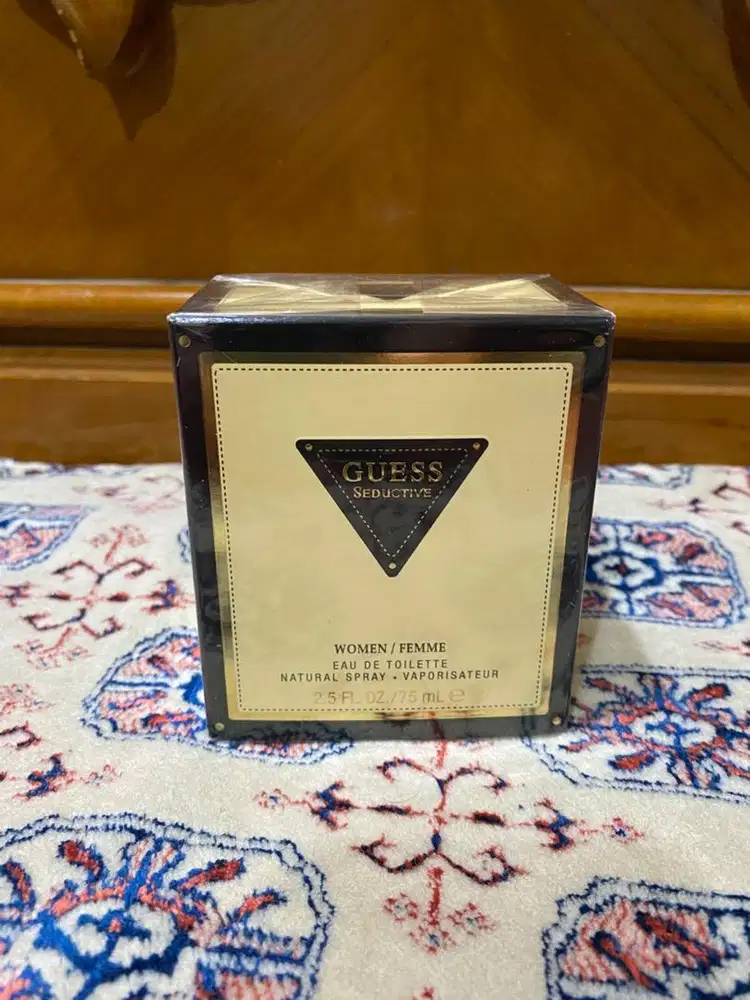 GUESS
SEDUCTIVE
WOMEN / FEMME
EAU DE TOILETTE
NATURAL SPRAY • VAPORISATEUR
2.5 FL. OZ./75 mL ℮